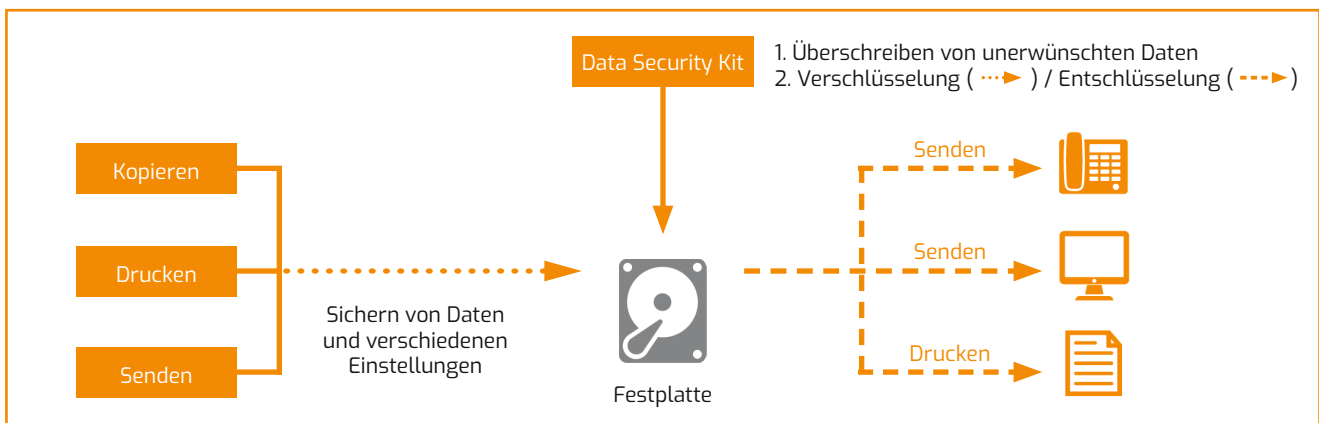 Data Security Kit
1. Überschreiben von unerwünschten Daten
2. Verschlüsselung ( ) / Entschlüsselung ( )
Kopieren
Drucken
Senden
Sichern von Daten
und verschiedenen
Einstellungen
Festplatte
Senden
Senden
Drucken